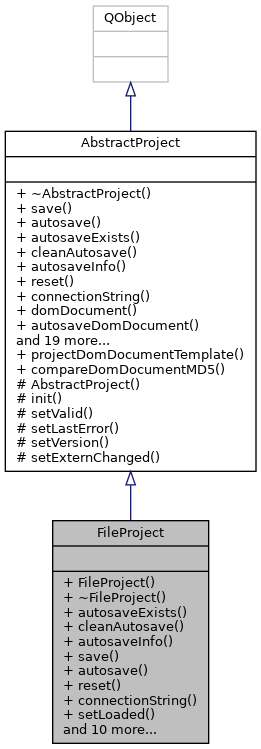 QObject
AbstractProject
+ ~AbstractProject()
+ save()
+ autosave()
+ autosaveExists()
+ cleanAutosave()
+ autosaveInfo()
+ reset()
+ connectionString()
+ domDocument()
+ autosaveDomDocument()
and 19 more...
+ projectDomDocumentTemplate()
+ compareDomDocumentMD5()
# AbstractProject()
# init()
# setValid()
# setLastError()
# setVersion()
# setExternChanged()
FileProject
+ FileProject()
+ ~FileProject()
+ autosaveExists()
+ cleanAutosave()
+ autosaveInfo()
+ save()
+ autosave()
+ reset()
+ connectionString()
+ setLoaded()
and 10 more...